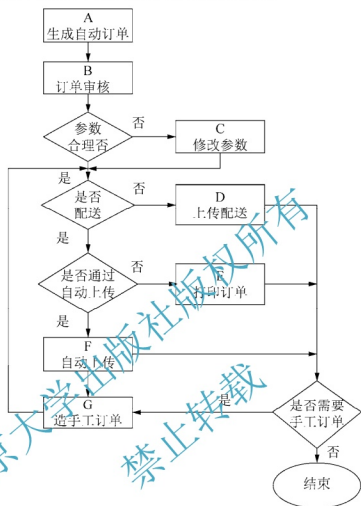 A
生成自动订单
B
订单审核
参数
合理否
否
C
修改参数
是
是否
配送
否
D
上传配送
是
是否通过
自动上传
否
E
打印订单
是
F
自动上传
G
造手工订单
是
是否需要
手工订单
否
结束
京大学出版社版权所有
禁止转载